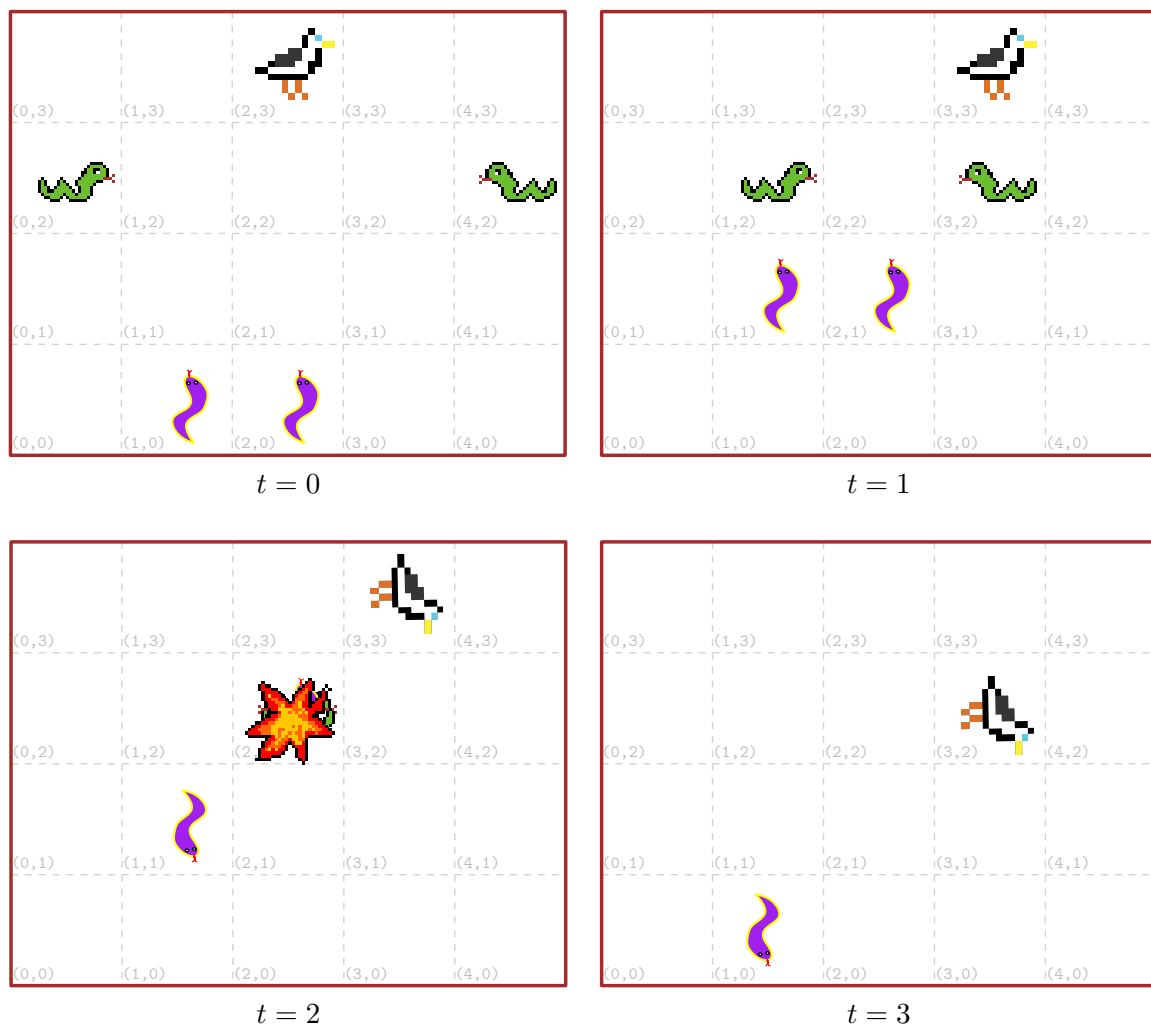 (0,3) (1,3) (2,3) (3,3) (4,3)
(0,2) (1,2) (2,2) (3,2) (4,2)
(0,1) (1,1) (2,1) (3,1) (4,1)
(0,0) (1,0) (2,0) (3,0) (4,0)
t = 0
(0,3) (1,3) (2,3) (3,3) (4,3)
(0,2) (1,2) (2,2) (3,2) (4,2)
(0,1) (1,1) (2,1) (3,1) (4,1)
(0,0) (1,0) (2,0) (3,0) (4,0)
t = 1
(0,3) (1,3) (2,3) (3,3) (4,3)
(0,2) (1,2) (3,2) (4,2)
(0,1) (1,1) (2,1) (3,1) (4,1)
(0,0) (1,0) (2,0) (3,0) (4,0)
t = 2
(0,3) (1,3) (2,3) (3,3) (4,3)
(0,2) (1,2) (2,2) (3,2) (4,2)
(0,1) (1,1) (2,1) (3,1) (4,1)
(0,0) (1,0) (2,0) (3,0) (4,0)
t = 3